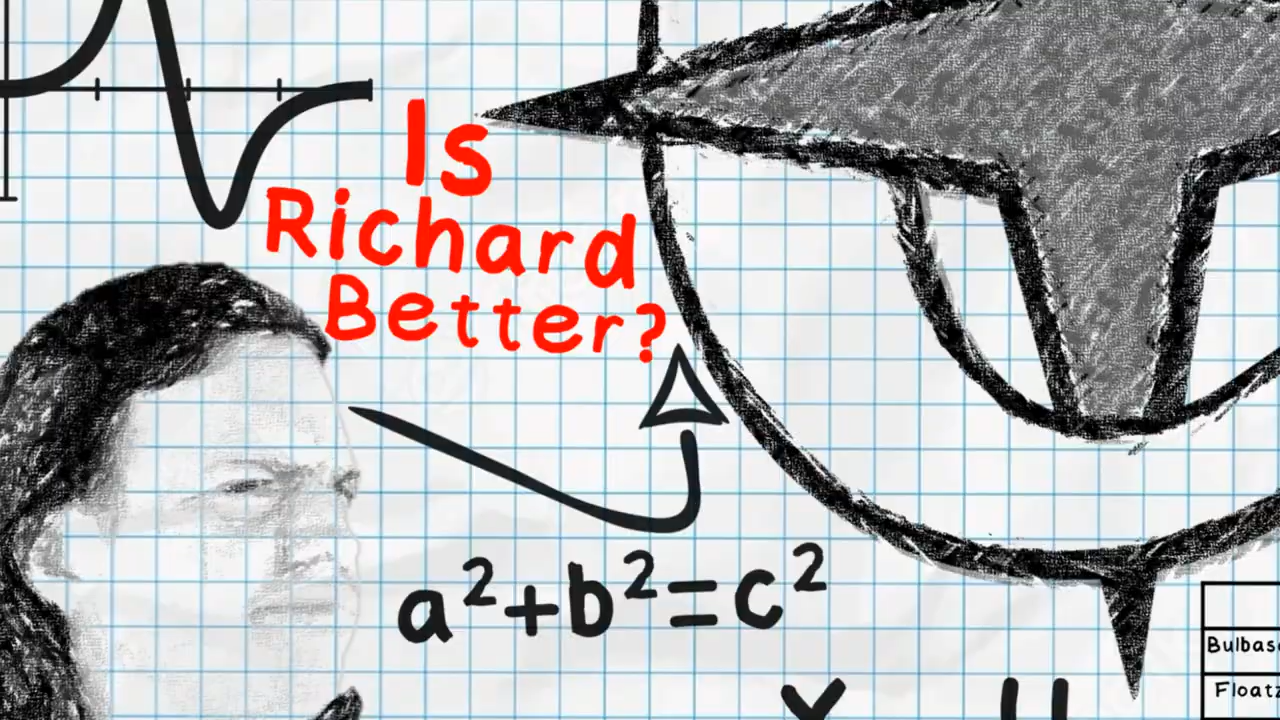 Is
Richard
Better?
a²+b²=c²
Bulbas
Floatz